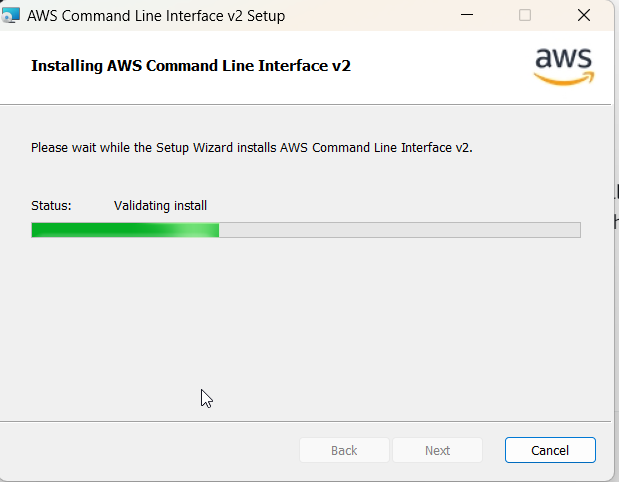 AWS Command Line Interface v2 Setup
Installing AWS Command Line Interface v2
aws
Please wait while the Setup Wizard installs AWS Command Line Interface v2.
Status: Validating install
Back Next Cancel